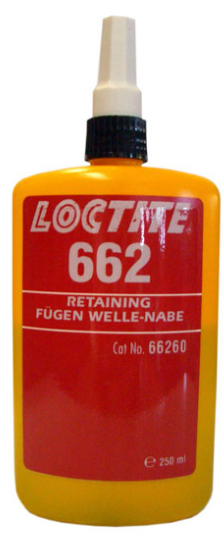 LOCTITE
662
RETAINING
FÜGEN WELLE-NABE
Cat No. 66260
℮ 250 ml